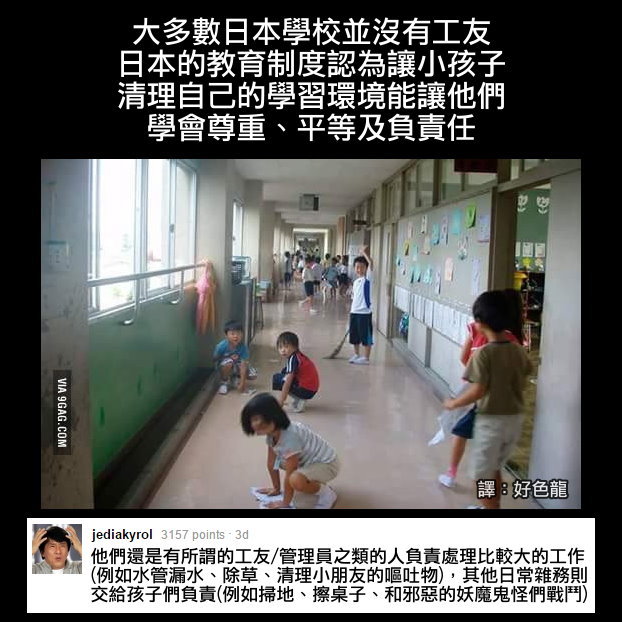 大多數日本學校並沒有工友
日本的教育制度認為讓小孩子
清理自己的學習環境能讓他們
學會尊重、平等及負責任
VIA 9GAG.COM
譯：好色龍
jediakyrol 3157 points · 3d
他們還是有所謂的工友/管理員之類的人負責處理比較大的工作
(例如水管漏水、除草、清理小朋友的嘔吐物)，其他日常雜務則
交給孩子們負責(例如掃地、擦桌子、和邪惡的妖魔鬼怪們戰鬥)